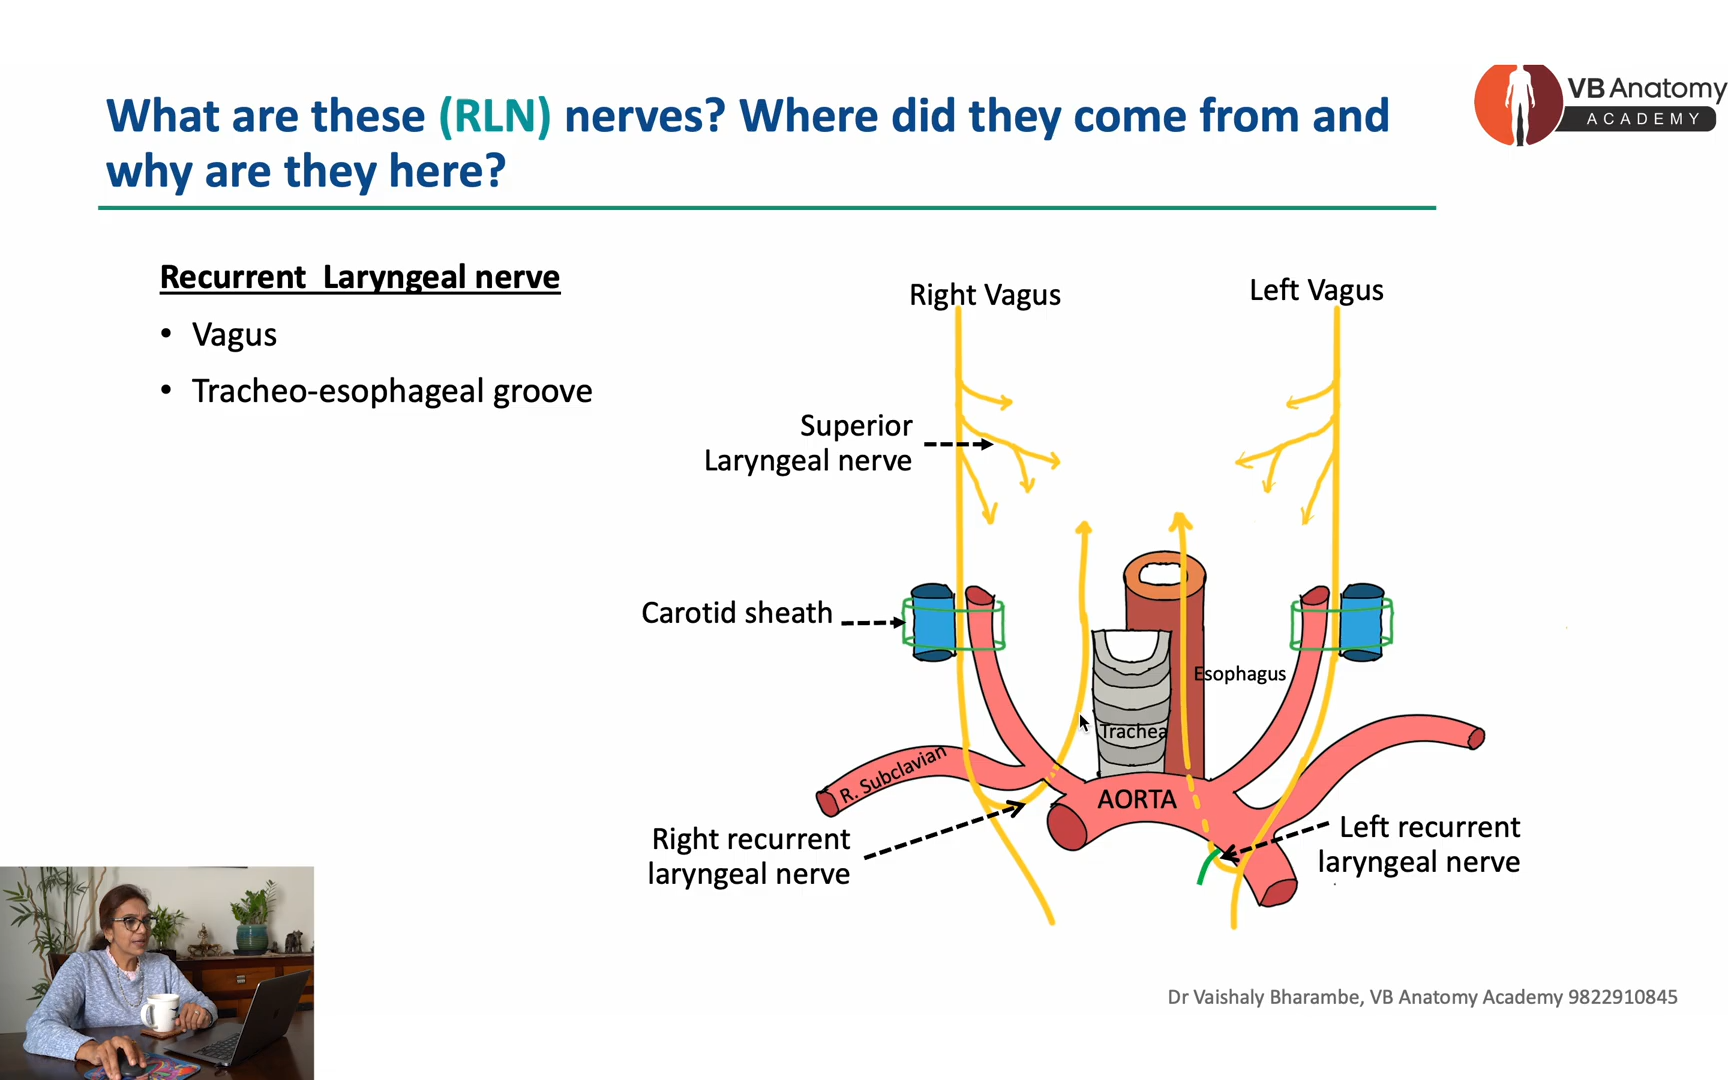 What are these (RLN) nerves? Where did they come from and
why are they here?
VB Anatomy
ACADEMY
Recurrent Laryngeal nerve
• Vagus
• Tracheo-esophageal groove
Right Vagus
Left Vagus
Superior
Laryngeal nerve
Carotid sheath
Esophagus
Trachea
R. Subclavian
AORTA
Right recurrent
laryngeal nerve
Left recurrent
laryngeal nerve
Dr Vaishaly Bharambe, VB Anatomy Academy 9822910845